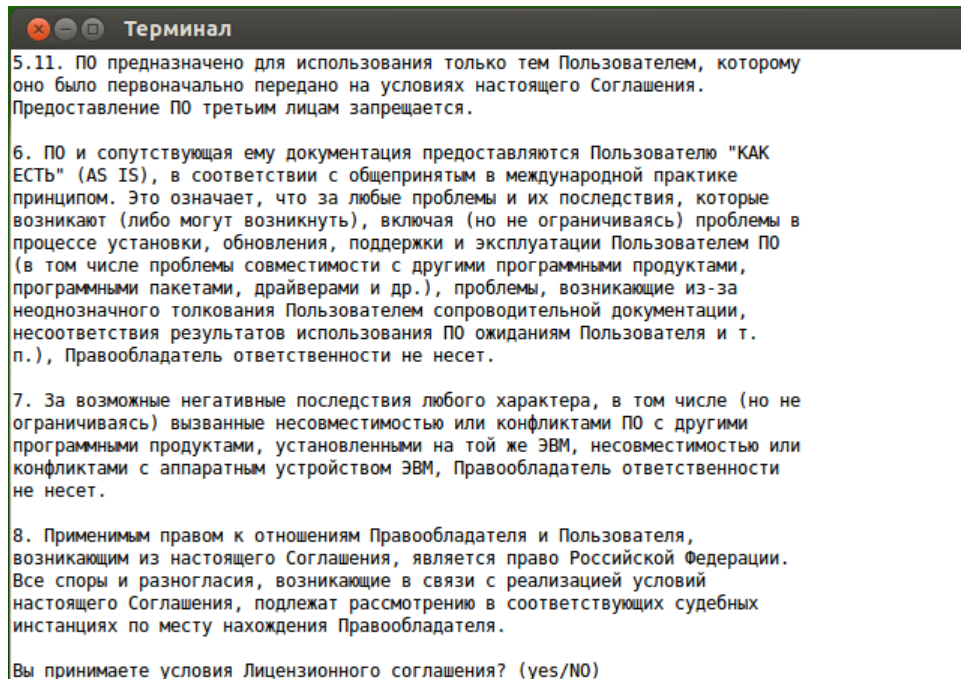 Терминал
5.11. ПО предназначено для использования только тем Пользователем, которому
оно было первоначально передано на условиях настоящего Соглашения.
Предоставление ПО третьим лицам запрещается.
6. ПО и сопутствующая ему документация предоставляются Пользователю "КАК
ЕСТЬ" (AS IS), в соответствии с общепринятым в международной практике
принципом. Это означает, что за любые проблемы и их последствия, которые
возникают (либо могут возникнуть), включая (но не ограничиваясь) проблемы в
процессе установки, обновления, поддержки и эксплуатации Пользователем ПО
(в том числе проблемы совместимости с другими программными продуктами,
программными пакетами, драйверами и др.), проблемы, возникающие из-за
неоднозначного толкования Пользователем сопроводительной документации,
несоответствия результатов использования ПО ожиданиям Пользователя и т.
п.), Правообладатель ответственности не несет.
7. За возможные негативные последствия любого характера, в том числе (но не
ограничиваясь) вызванные несовместимостью или конфликтами ПО с другими
программными продуктами, установленными на той же ЭВМ, несовместимостью или
конфликтами с аппаратным устройством ЭВМ, Правообладатель ответственности
не несет.
8. Применимым правом к отношениям Правообладателя и Пользователя,
возникающим из настоящего Соглашения, является право Российской Федерации.
Все споры и разногласия, возникающие в связи с реализацией условий
настоящего Соглашения, подлежат рассмотрению в соответствующих судебных
инстанциях по месту нахождения Правообладателя.
Вы принимаете условия Лицензионного соглашения? (yes/NO)